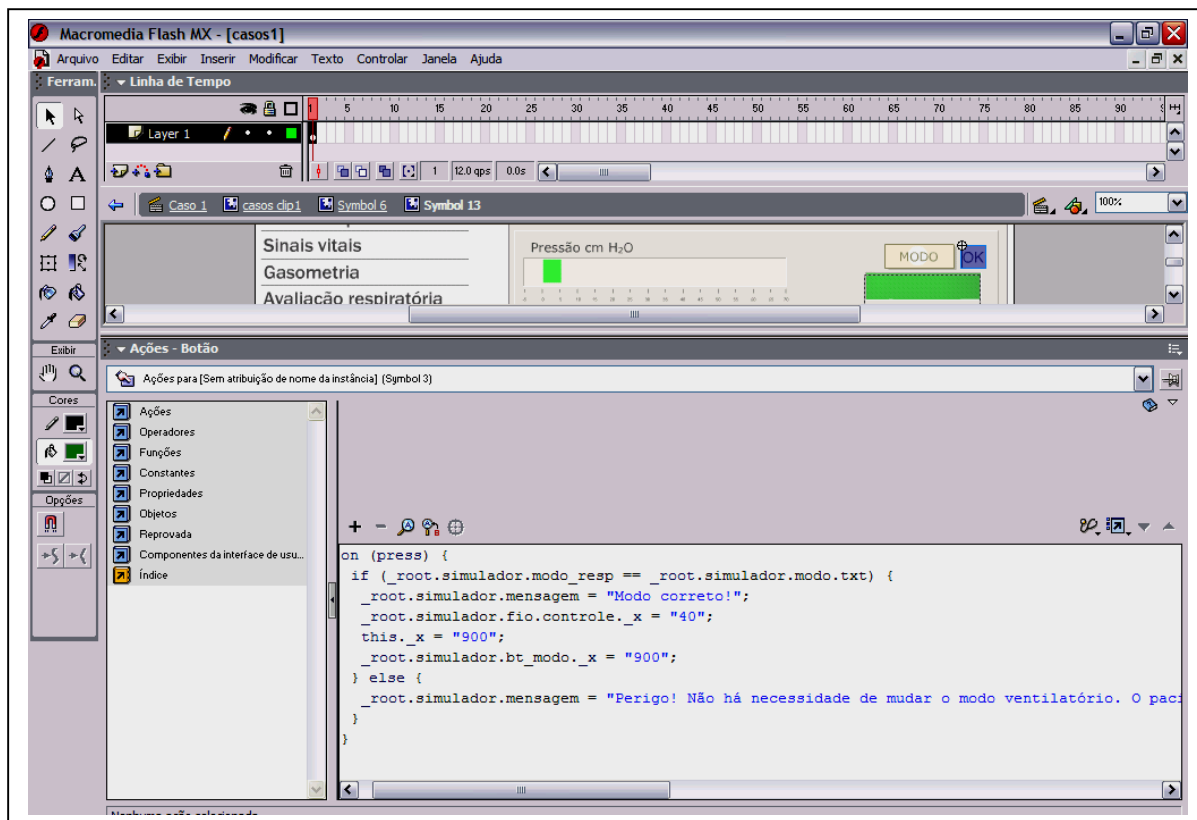 Macromedia Flash MX - [casos1]
Arquivo Editar Exibir Inserir Modificar Texto Controlar Janela Ajuda
Ferram.
Linha de Tempo
1 5 10 15 20 25 30 35 40 45 50 55 60 65 70 75 80 85 90
Layer 1
1 12.0 qps 0.0s
Caso 1 casos clip1 Symbol 6 Symbol 13 100%
Sinais vitais
Gasometria
Avaliação respiratória
Pressão cm H₂O
MODO OK
Exibir
Cores
Opções
Ações - Botão
Ações para [Sem atribuição de nome da instância] (Symbol 3)
Ações
Operadores
Funções
Constantes
Propriedades
Objetos
Reprovada
Componentes da interface de usu...
Índice
on (press) {
if (_root.simulador.modo_resp == _root.simulador.modo.txt) {
_root.simulador.mensagem = "Modo correto!";
_root.simulador.fio.controle._x = "40";
this._x = "900";
_root.simulador.bt_modo._x = "900";
} else {
_root.simulador.mensagem = "Perigo! Não há necessidade de mudar o modo ventilatório. O paci
}
}